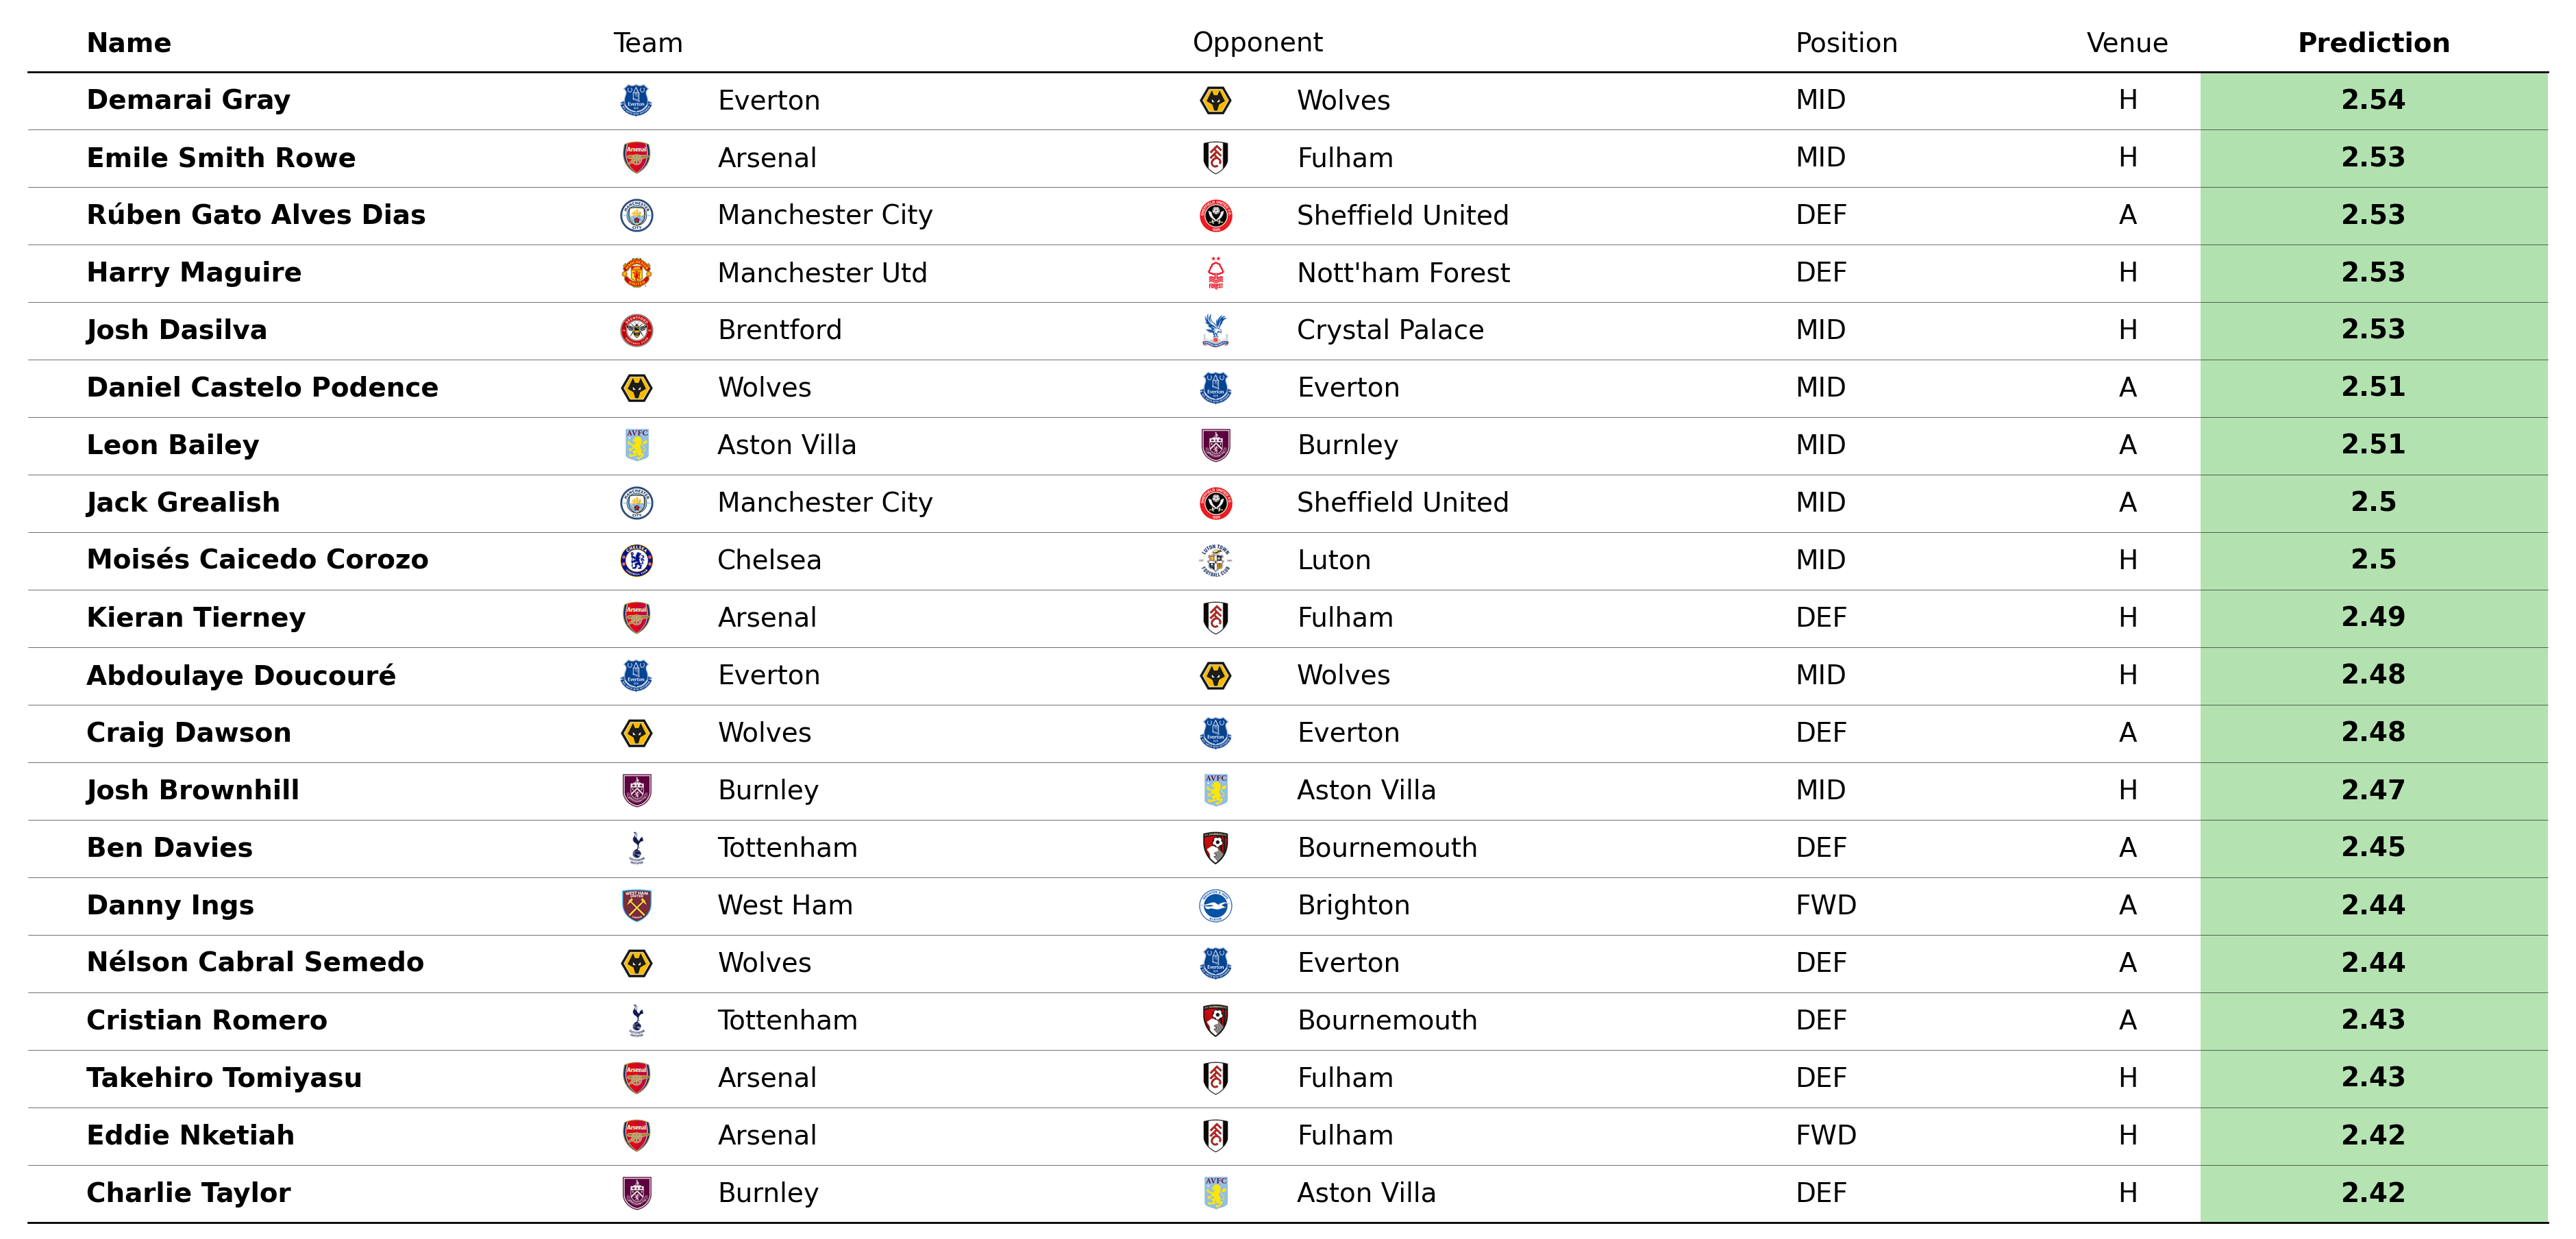 Name Team Opponent Position Venue Prediction
Demarai Gray Everton Wolves MID H 2.54
Emile Smith Rowe Arsenal Fulham MID H 2.53
Rúben Gato Alves Dias Manchester City Sheffield United DEF A 2.53
Harry Maguire Manchester Utd Nott'ham Forest DEF H 2.53
Josh Dasilva Brentford Crystal Palace MID H 2.53
Daniel Castelo Podence Wolves Everton MID A 2.51
Leon Bailey Aston Villa Burnley MID A 2.51
Jack Grealish Manchester City Sheffield United MID A 2.5
Moisés Caicedo Corozo Chelsea Luton MID H 2.5
Kieran Tierney Arsenal Fulham DEF H 2.49
Abdoulaye Doucouré Everton Wolves MID H 2.48
Craig Dawson Wolves Everton DEF A 2.48
Josh Brownhill Burnley Aston Villa MID H 2.47
Ben Davies Tottenham Bournemouth DEF A 2.45
Danny Ings West Ham Brighton FWD A 2.44
Nélson Cabral Semedo Wolves Everton DEF A 2.44
Cristian Romero Tottenham Bournemouth DEF A 2.43
Takehiro Tomiyasu Arsenal Fulham DEF H 2.43
Eddie Nketiah Arsenal Fulham FWD H 2.42
Charlie Taylor Burnley Aston Villa DEF H 2.42